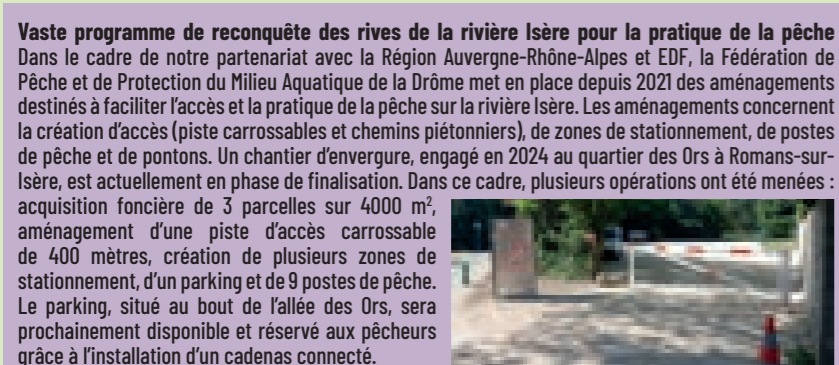 Vaste programme de reconquête des rives de la rivière Isère pour la pratique de la pêche
Dans le cadre de notre partenariat avec la Région Auvergne-Rhône-Alpes et EDF, la Fédération de
Pêche et de Protection du Milieu Aquatique de la Drôme met en place depuis 2021 des aménagements
destinés à faciliter l'accès et la pratique de la pêche sur la rivière Isère. Les aménagements concernent
la création d'accès (piste carrossables et chemins piétonniers), de zones de stationnement, de postes
de pêche et de pontons. Un chantier d'envergure, engagé en 2024 au quartier des Ors à Romans-sur-
Isère, est actuellement en phase de finalisation. Dans ce cadre, plusieurs opérations ont été menées :
acquisition foncière de 3 parcelles sur 4000 m²,
aménagement d'une piste d'accès carrossable
de 400 mètres, création de plusieurs zones de
stationnement, d'un parking et de 9 postes de pêche.
Le parking, situé au bout de l'allée des Ors, sera
prochainement disponible et réservé aux pêcheurs
grâce à l'installation d'un cadenas connecté.